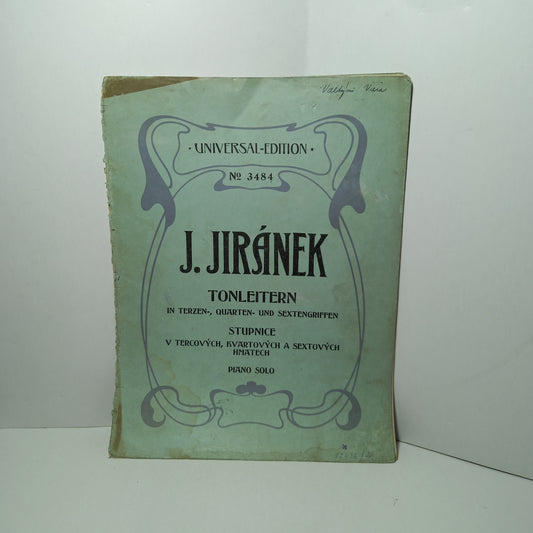 · UNIVERSAL-EDITION ·
No 3484
J. JIRÁNEK
TONLEITERN
IN TERZEN-, QUARTEN- UND SEXTENGRIFFEN
STUPNICE
V TERCOVÝCH, KVARTOVÝCH A SEXTOVÝCH
HMATECH
PIANO SOLO